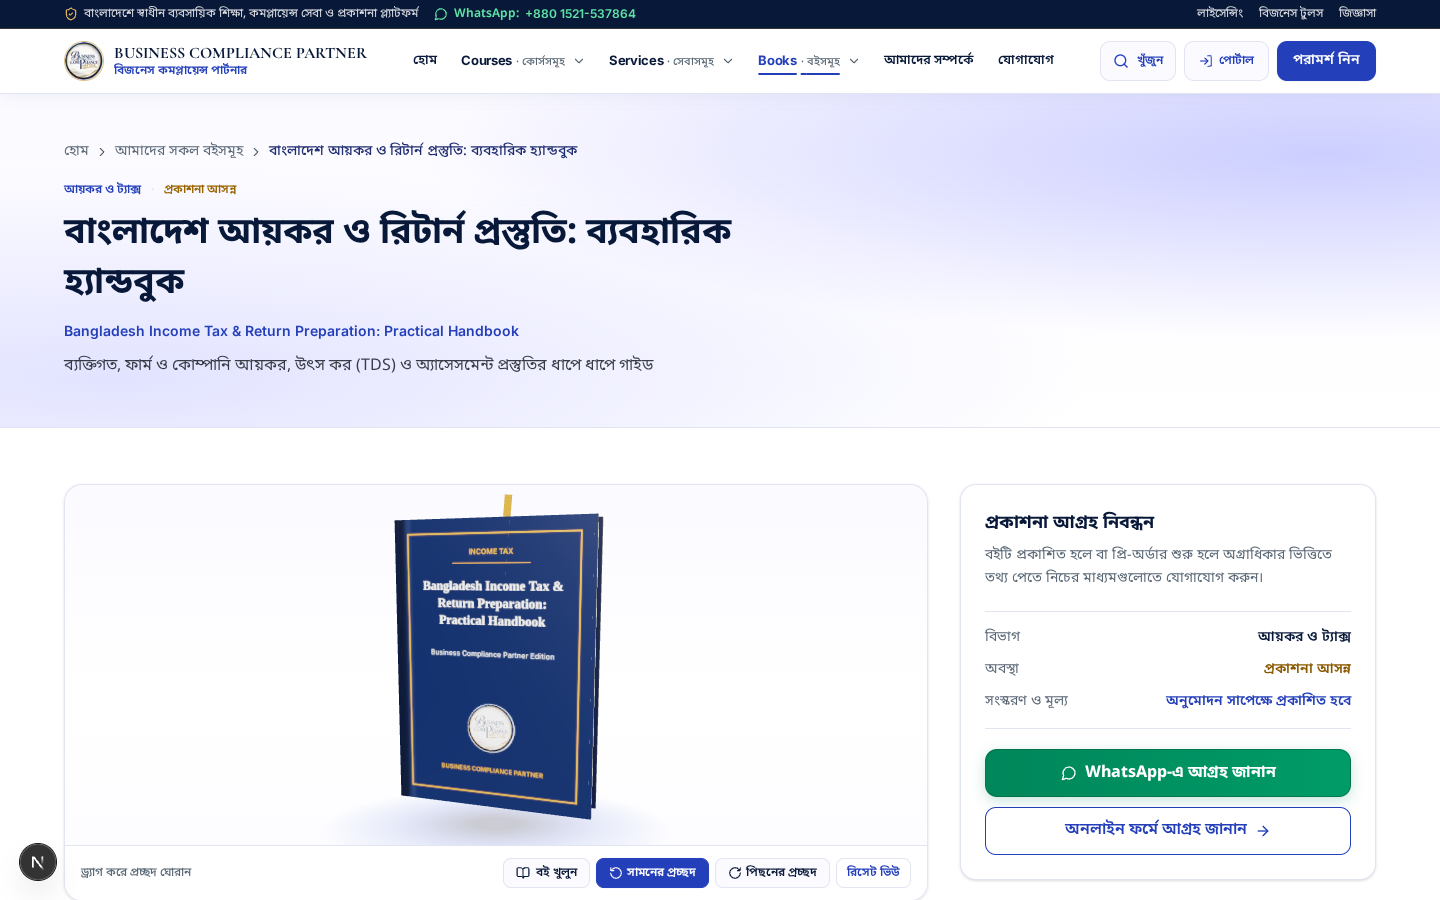 বাংলাদেশে স্বাধীন ব্যবসায়িক শিক্ষা, কমপ্লায়েন্স সেবা ও প্রকাশনা প্ল্যাটফর্ম WhatsApp: +880 1521-537864 লাইসেন্সিং বিজনেস টুলস জিজ্ঞাসা
BUSINESS COMPLIANCE PARTNER
বিজনেস কমপ্লায়েন্স পার্টনার
হোম Courses · কোর্সসমূহ Services · সেবাসমূহ Books · বইসমূহ আমাদের সম্পর্কে যোগাযোগ খুঁজুন পোর্টাল পরামর্শ নিন
হোম > আমাদের সকল বইসমূহ > বাংলাদেশ আয়কর ও রিটার্ন প্রস্তুতি: ব্যবহারিক হ্যান্ডবুক
আয়কর ও ট্যাক্স · প্রকাশনা আসন্ন
বাংলাদেশ আয়কর ও রিটার্ন প্রস্তুতি: ব্যবহারিক
হ্যান্ডবুক
Bangladesh Income Tax & Return Preparation: Practical Handbook
ব্যক্তিগত, ফার্ম ও কোম্পানি আয়কর, উৎস কর (TDS) ও অ্যাসেসমেন্ট প্রস্তুতির ধাপে ধাপে গাইড
INCOME TAX
Bangladesh Income Tax &
Return Preparation:
Practical Handbook
Business Compliance Partner Edition
BUSINESS COMPLIANCE PARTNER
ড্র্যাগ করে প্রচ্ছদ ঘোরান বই খুলুন সামনের প্রচ্ছদ পিছনের প্রচ্ছদ রিসেট ভিউ
প্রকাশনা আগ্রহ নিবন্ধন
বইটি প্রকাশিত হলে বা প্রি-অর্ডার শুরু হলে অগ্রাধিকার ভিত্তিতে
তথ্য পেতে নিচের মাধ্যমগুলোতে যোগাযোগ করুন।
বিভাগ আয়কর ও ট্যাক্স
অবস্থা প্রকাশনা আসন্ন
সংস্করণ ও মূল্য অনুমোদন সাপেক্ষে প্রকাশিত হবে
WhatsApp-এ আগ্রহ জানান
অনলাইন ফর্মে আগ্রহ জানান